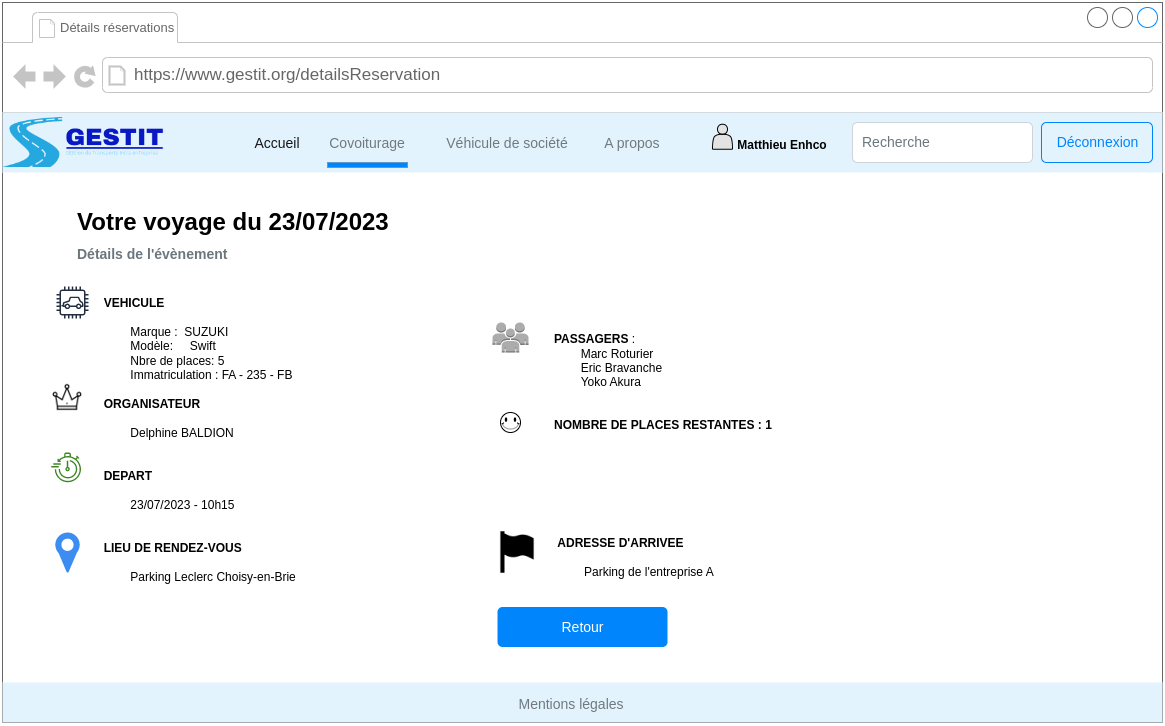 Détails réservations
https://www.gestit.org/detailsReservation
GESTIT
Accueil
Covoiturage
Véhicule de société
A propos
Matthieu Enhco
Recherche
Déconnexion
Votre voyage du 23/07/2023
Détails de l'évènement
VEHICULE
Marque : SUZUKI
Modèle: Swift
Nbre de places: 5
Immatriculation : FA - 235 - FB
ORGANISATEUR
Delphine BALDION
DEPART
23/07/2023 - 10h15
LIEU DE RENDEZ-VOUS
Parking Leclerc Choisy-en-Brie
PASSAGERS :
Marc Roturier
Eric Bravanche
Yoko Akura
NOMBRE DE PLACES RESTANTES : 1
ADRESSE D'ARRIVEE
Parking de l'entreprise A
Retour
Mentions légales